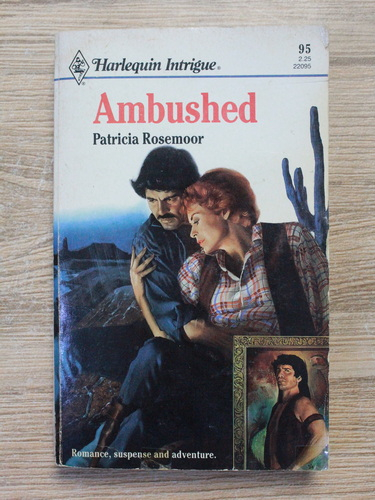 Harlequin Intrigue®
95
2.25
22095
Ambushed
Patricia Rosemoor
Romance, suspense and adventure.